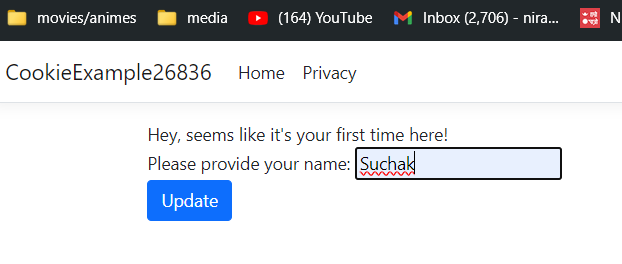 movies/animes media (164) YouTube Inbox (2,706) - nira... N
CookieExample26836 Home Privacy
Hey, seems like it's your first time here!
Please provide your name: Suchak
Update